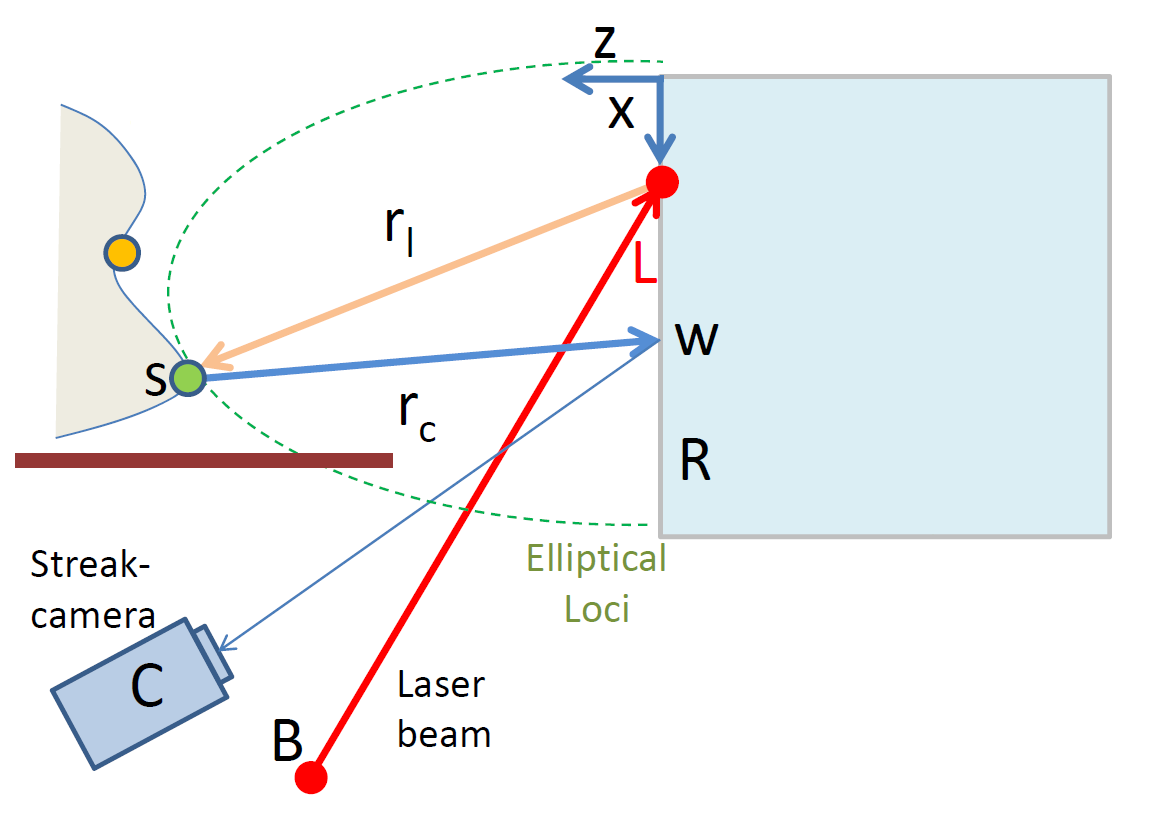 z
x
r
l
L
w
s
r
c
R
Elliptical
Loci
Streak-
camera
C
Laser
beam
B